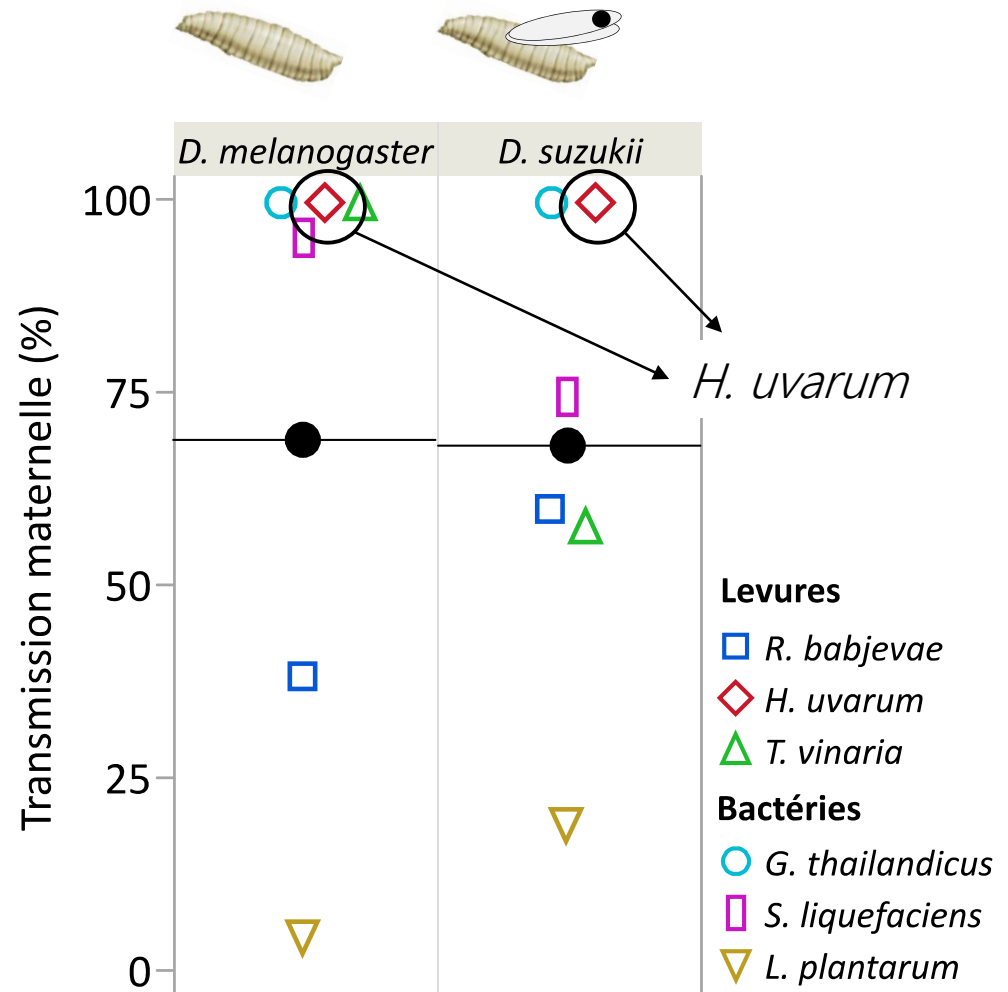 D. melanogaster
D. suzukii
Transmission maternelle (%)
100
75
50
25
0
H. uvarum
Levures
R. babjevae
H. uvarum
T. vinaria
Bactéries
G. thailandicus
S. liquefaciens
L. plantarum